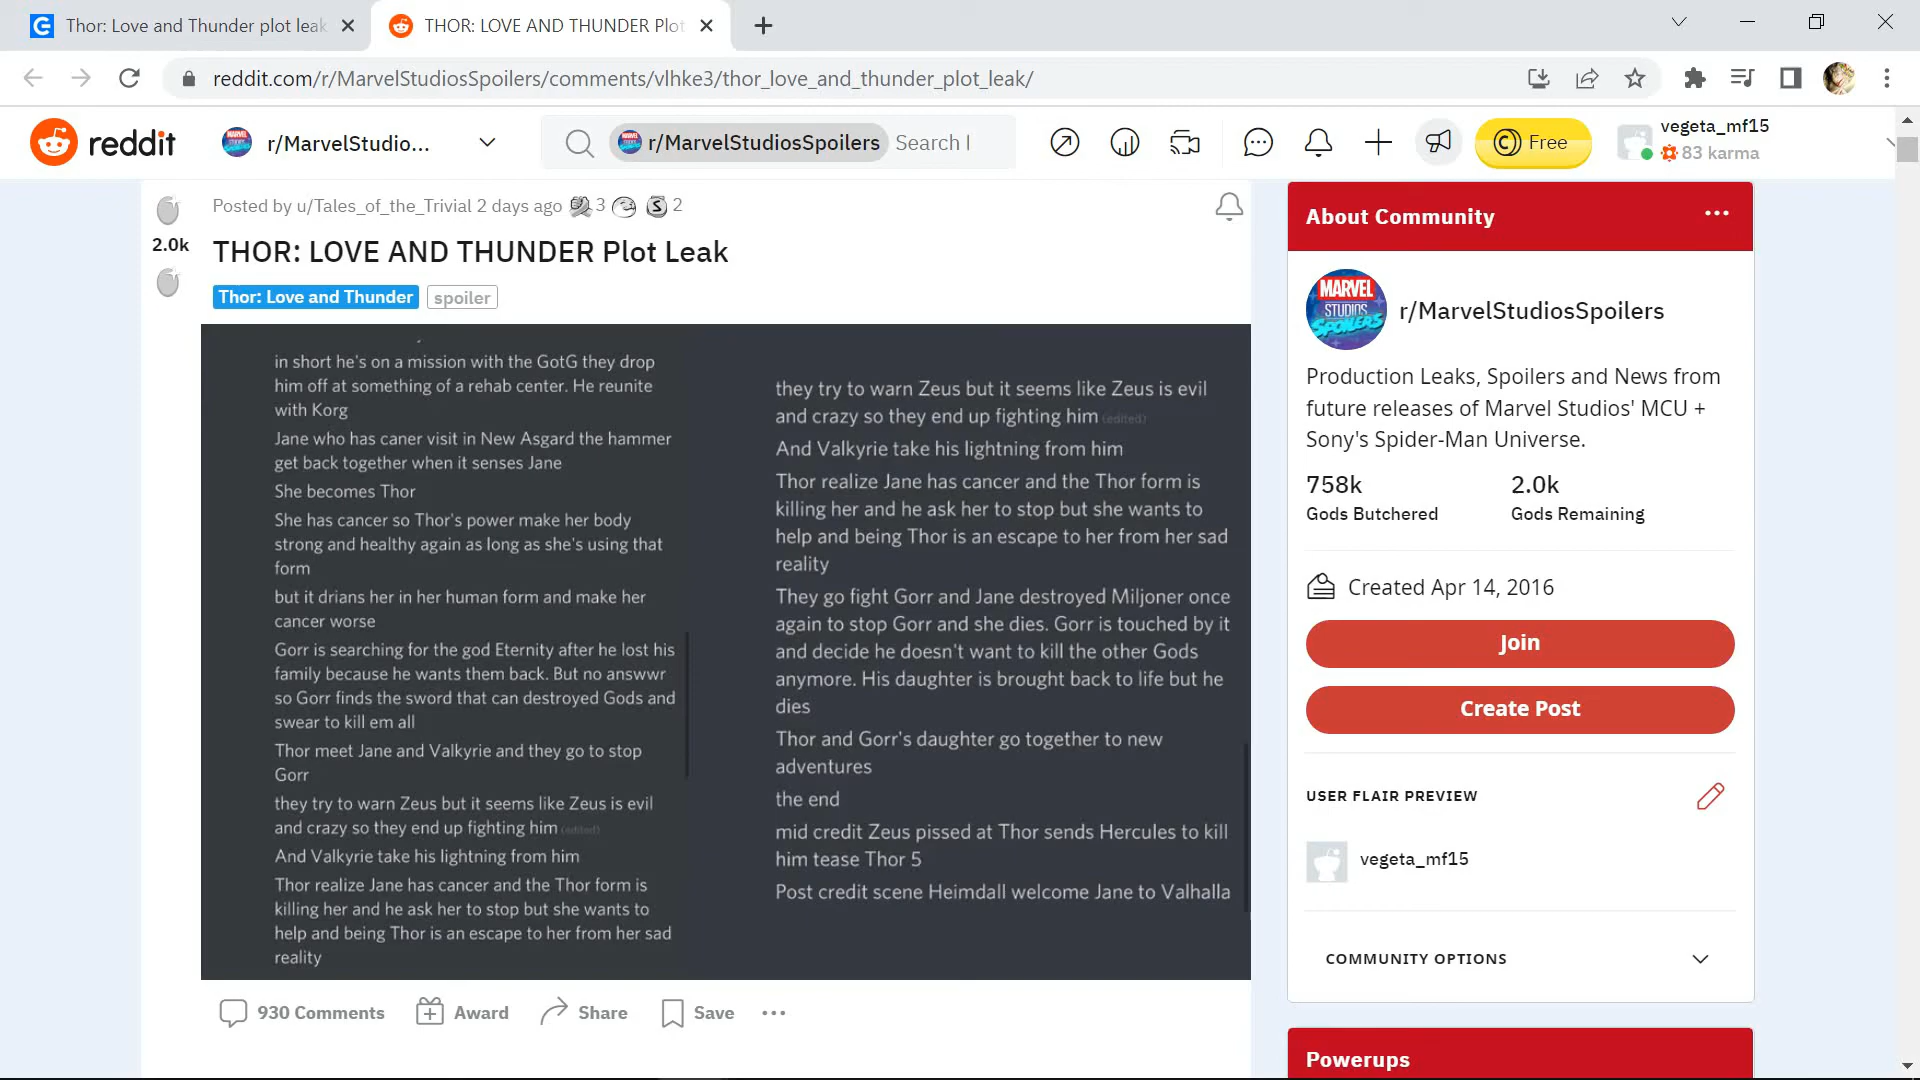 Thor: Love and Thunder plot leak
THOR: LOVE AND THUNDER Plot
reddit.com/r/MarvelStudiosSpoilers/comments/vlhke3/thor_love_and_thunder_plot_leak/
reddit
r/MarvelStudio...
r/MarvelStudiosSpoilers
Search
Free
vegeta_mf15
83 karma
Posted by u/Tales_of_the_Trivial 2 days ago 3 2
2.0k
THOR: LOVE AND THUNDER Plot Leak
Thor: Love and Thunder
spoiler
in short he's on a mission with the GotG they drop
him off at something of a rehab center. He reunite
with Korg
Jane who has caner visit in New Asgard the hammer
get back together when it senses Jane
She becomes Thor
She has cancer so Thor's power make her body
strong and healthy again as long as she's using that
form
but it drians her in her human form and make her
cancer worse
Gorr is searching for the god Eternity after he lost his
family because he wants them back. But no answwr
so Gorr finds the sword that can destroyed Gods and
swear to kill em all
Thor meet Jane and Valkyrie and they go to stop
Gorr
they try to warn Zeus but it seems like Zeus is evil
and crazy so they end up fighting him (edited)
And Valkyrie take his lightning from him
Thor realize Jane has cancer and the Thor form is
killing her and he ask her to stop but she wants to
help and being Thor is an escape to her from her sad
reality
they try to warn Zeus but it seems like Zeus is evil
and crazy so they end up fighting him (edited)
And Valkyrie take his lightning from him
Thor realize Jane has cancer and the Thor form is
killing her and he ask her to stop but she wants to
help and being Thor is an escape to her from her sad
reality
They go fight Gorr and Jane destroyed Miljoner once
again to stop Gorr and she dies. Gorr is touched by it
and decide he doesn't want to kill the other Gods
anymore. His daughter is brought back to life but he
dies
Thor and Gorr's daughter go together to new
adventures
the end
mid credit Zeus pissed at Thor sends Hercules to kill
him tease Thor 5
Post credit scene Heimdall welcome Jane to Valhalla
930 Comments
Award
Share
Save
About Community
MARVEL
STUDIOS
SPOILERS
r/MarvelStudiosSpoilers
Production Leaks, Spoilers and News from
future releases of Marvel Studios' MCU +
Sony's Spider-Man Universe.
758k
Gods Butchered
2.0k
Gods Remaining
Created Apr 14, 2016
Join
Create Post
USER FLAIR PREVIEW
vegeta_mf15
COMMUNITY OPTIONS
Powerups